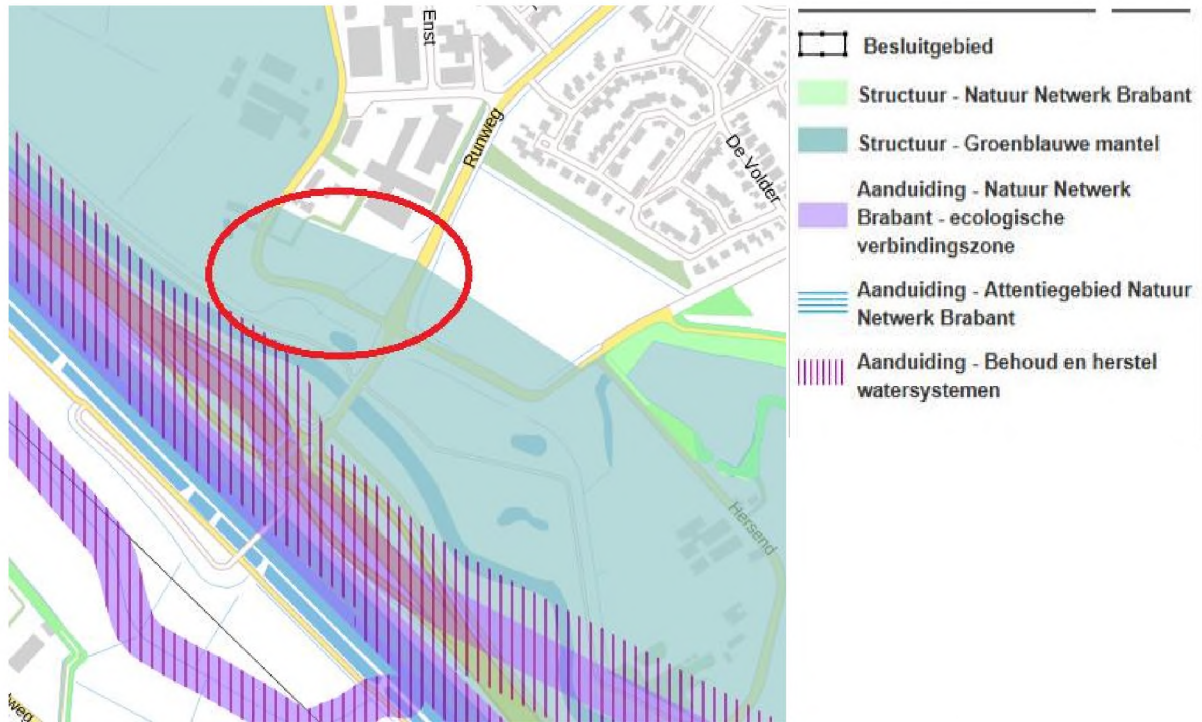 Enst
Runweg
De Volder
Hersend
weg
Besluitgebied
Structuur - Natuur Netwerk Brabant
Structuur - Groenblauwe mantel
Aanduiding - Natuur Netwerk
Brabant - ecologische
verbindingszone
Aanduiding - Attentiegebied Natuur
Netwerk Brabant
Aanduiding - Behoud en herstel
watersystemen